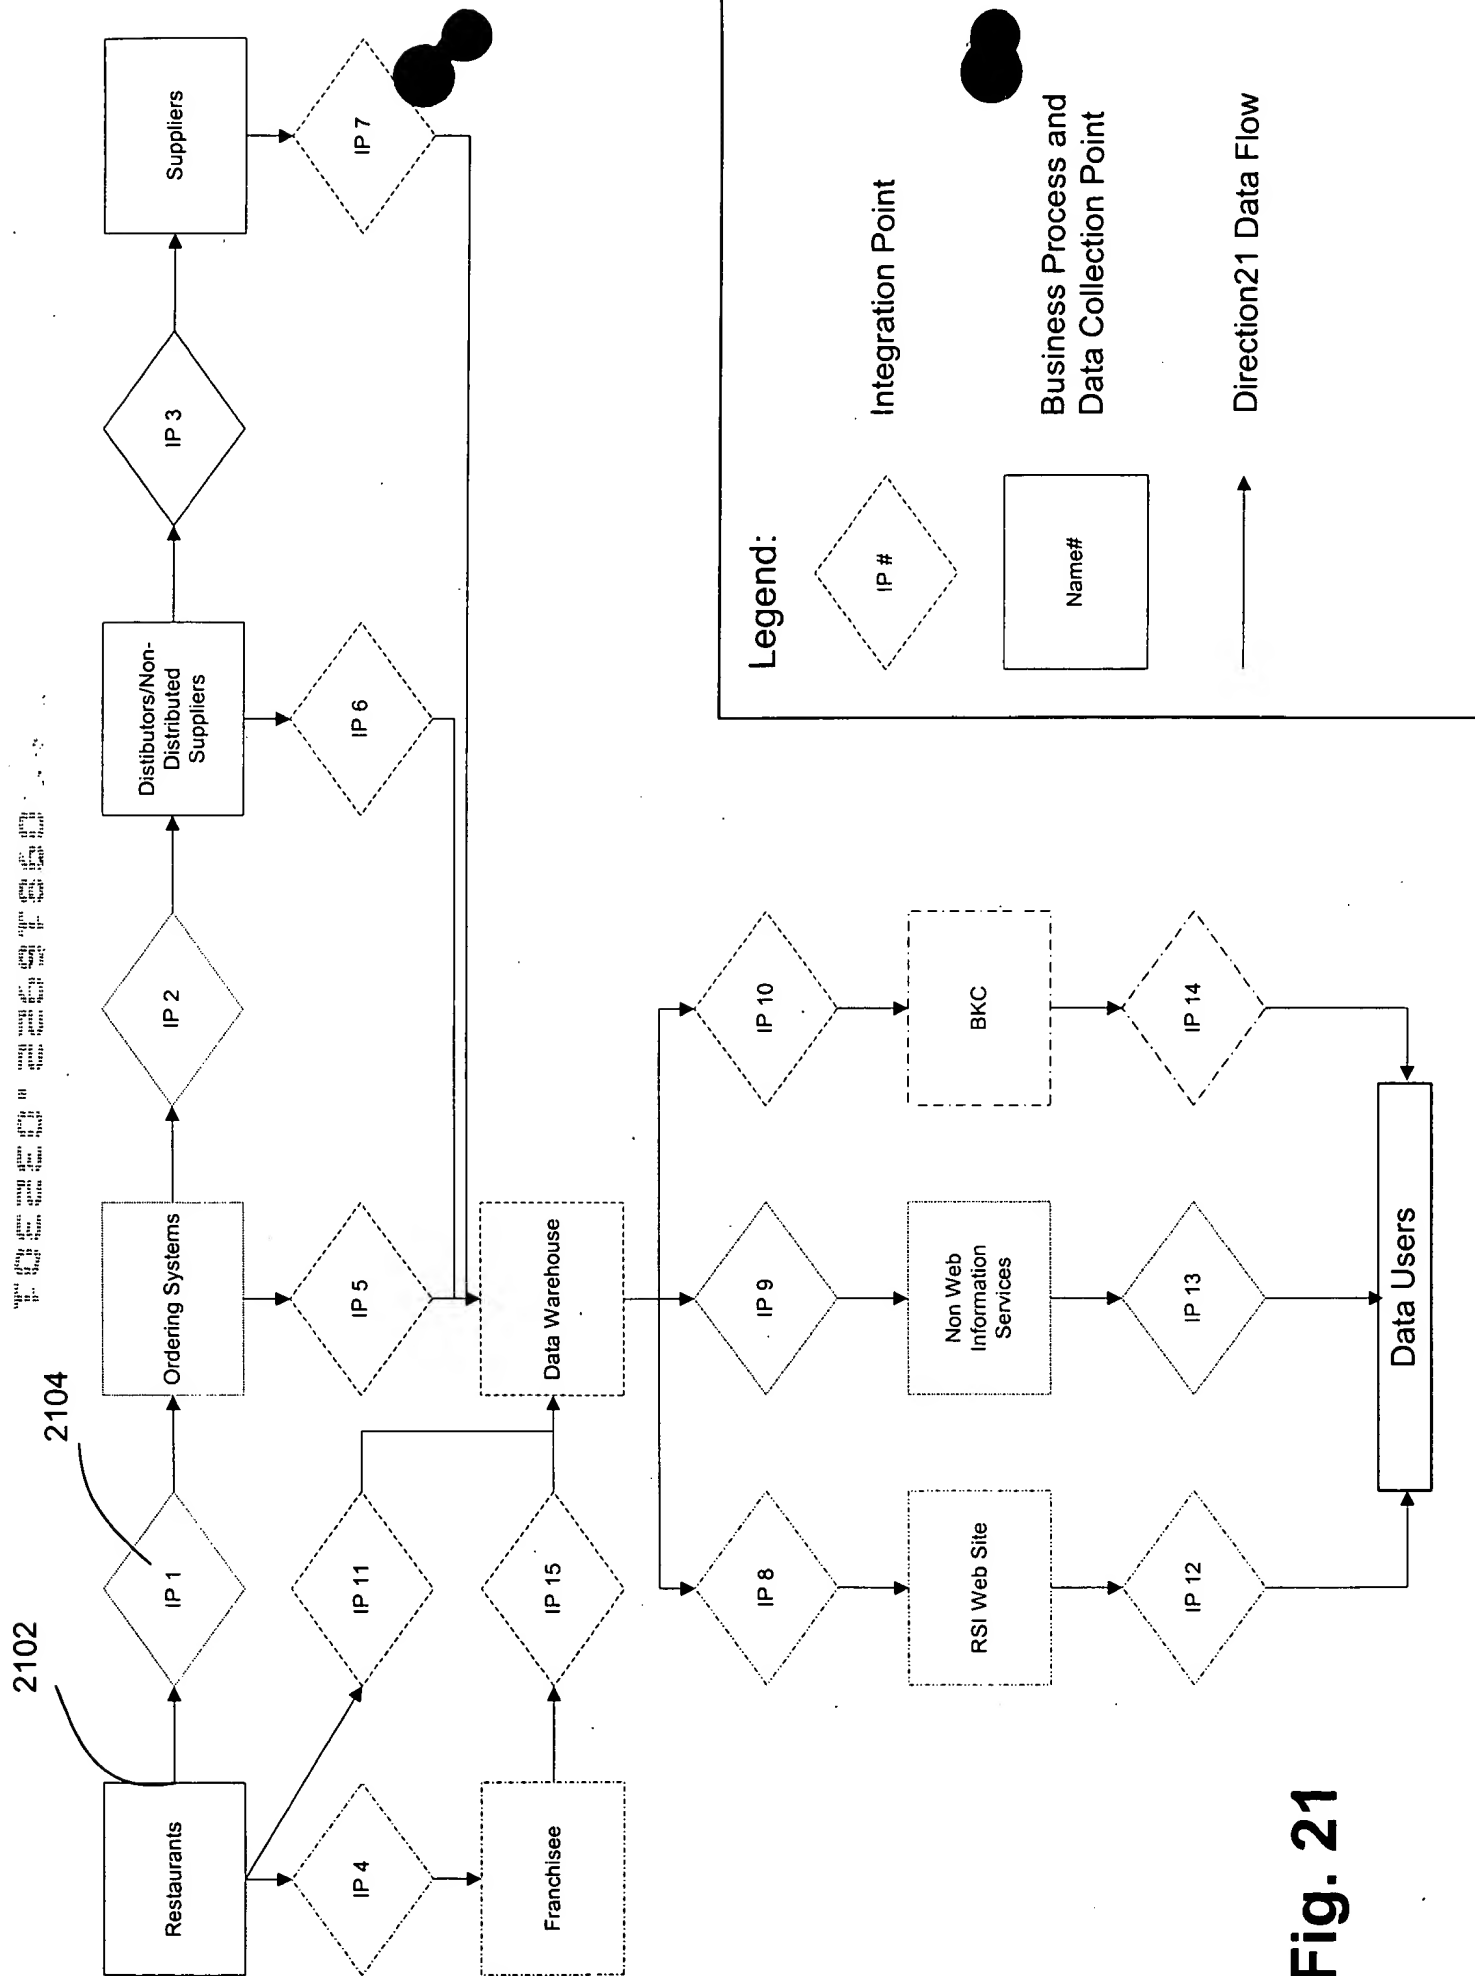 2102
2104
Restaurants
IP 1
Ordering Systems
IP 2
Distibutors/Non-
Distributed
Suppliers
IP 3
Suppliers
IP 4
IP 11
IP 5
IP 6
IP 7
Franchisee
IP 15
Data Warehouse
IP 8
IP 9
IP 10
RSI Web Site
Non Web
Information
Services
BKC
IP 12
IP 13
IP 14
Data Users
Legend:
IP #
Integration Point
Name#
Business Process and
Data Collection Point
Direction21 Data Flow
Fig. 21